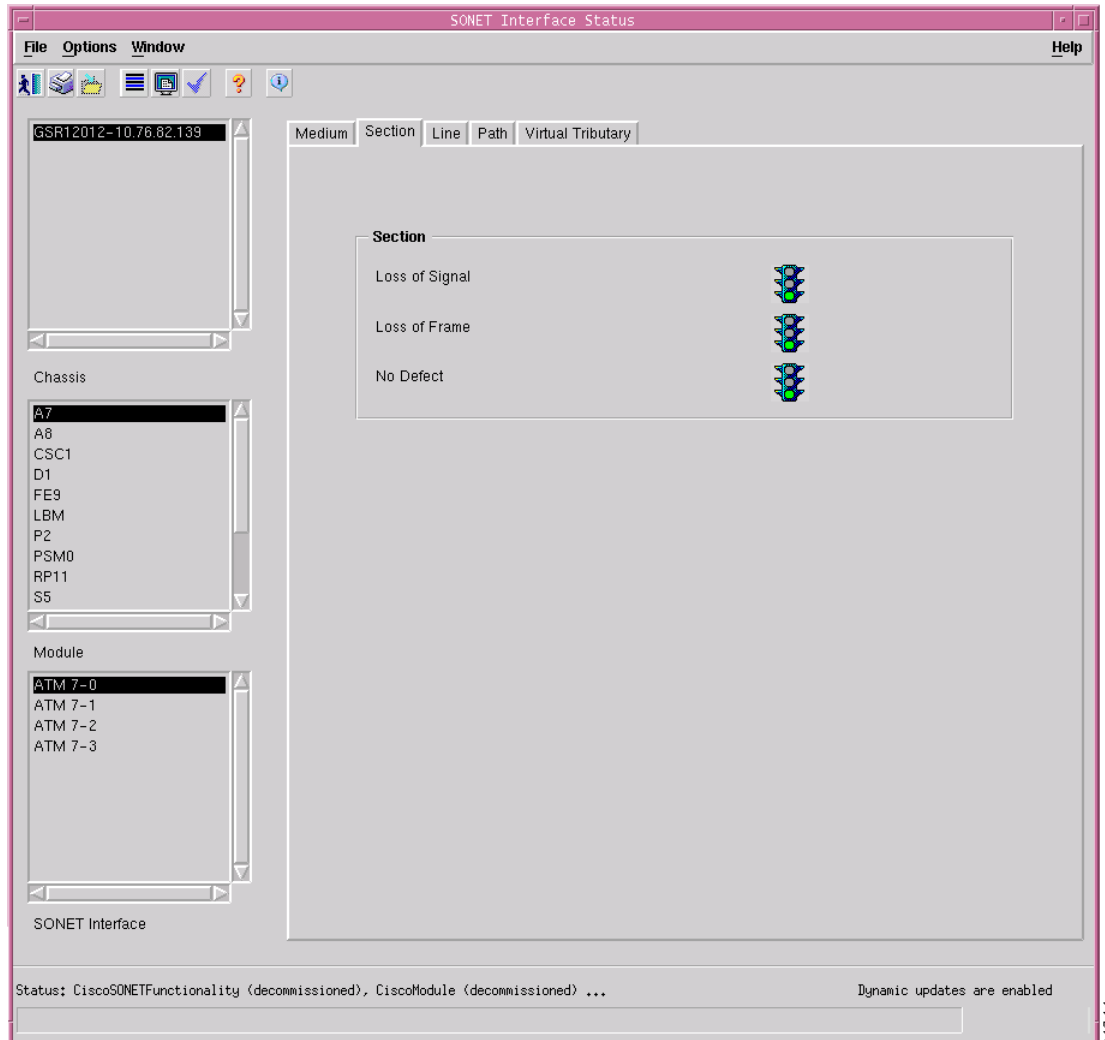 SONET Interface Status
File Options Window Help
GSR12012-10.76.82.139
Chassis
A7
A8
CSC1
D1
FE9
LBM
P2
PSM0
RP11
S5
Module
ATM 7-0
ATM 7-1
ATM 7-2
ATM 7-3
SONET Interface
Medium Section Line Path Virtual Tributary
Section
Loss of Signal
Loss of Frame
No Defect
Status: CiscoSONETFunctionality (decommissioned), CiscoModule (decommissioned) ... Dynamic updates are enabled